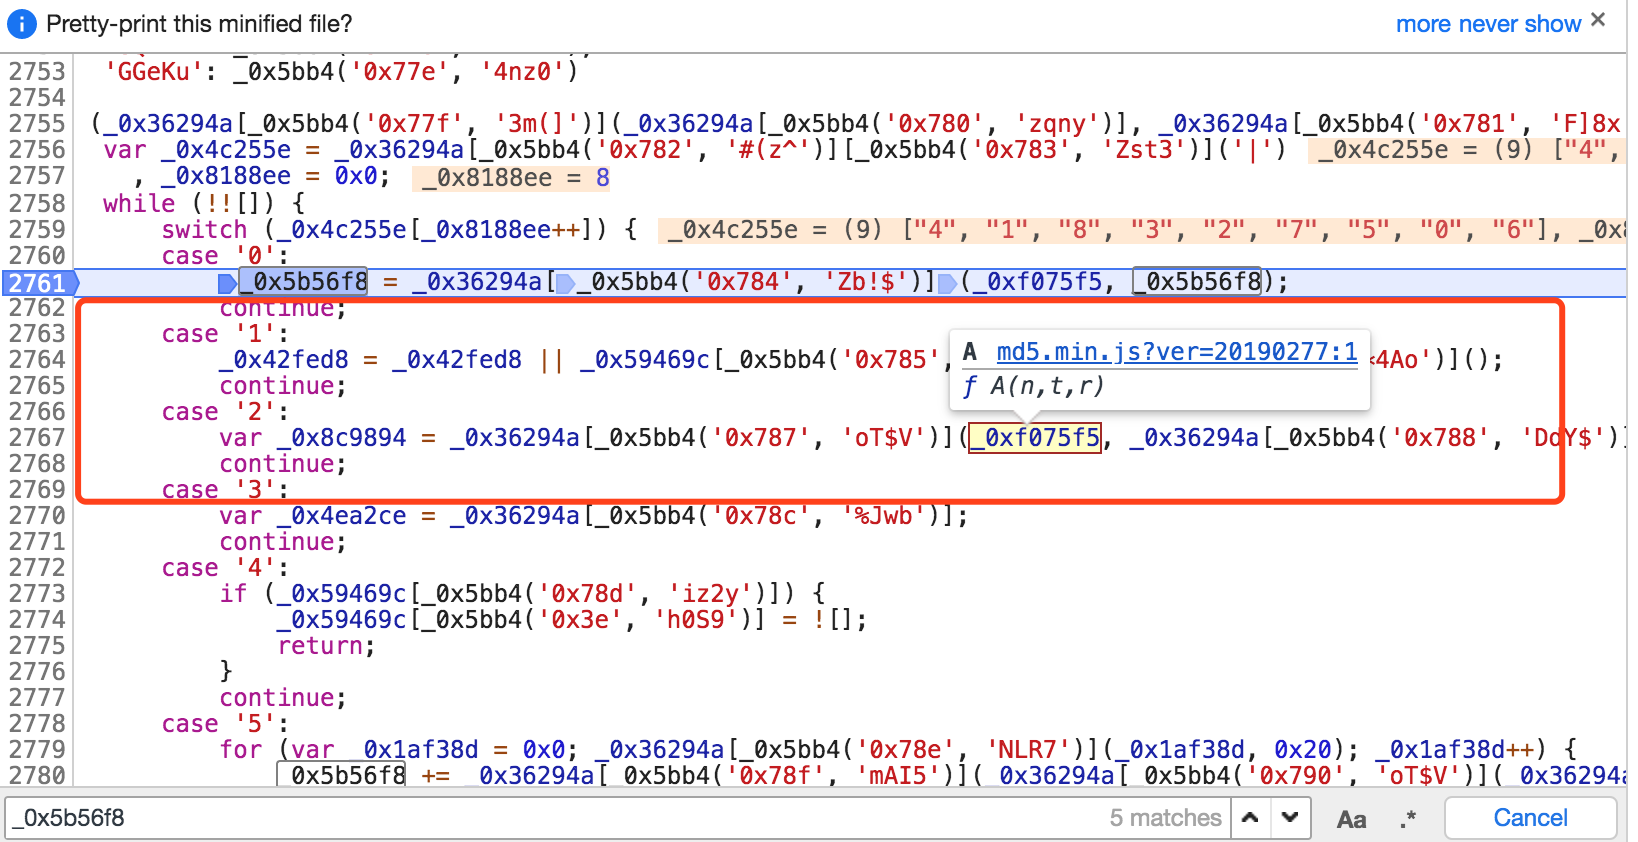 Pretty-print this minified file?
more never show ×
2753 'GGeKu': _0x5bb4('0x77e', '4nz0')
2754
2755 (_0x36294a[_0x5bb4('0x77f', '3m(]')](_0x36294a[_0x5bb4('0x780', 'zqny')], _0x36294a[_0x5bb4('0x781', 'F]8x
2756 var _0x4c255e = _0x36294a[_0x5bb4('0x782', '#(z^')][_0x5bb4('0x783', 'Zst3')]('|') _0x4c255e = (9) ["4",
2757 , _0x8188ee = 0x0; _0x8188ee = 8
2758 while (!![]) {
2759 switch (_0x4c255e[_0x8188ee++]) { _0x4c255e = (9) ["4", "1", "8", "3", "2", "7", "5", "0", "6"], _0x8
2760 case '0':
2761 _0x5b56f8 = _0x36294a[_0x5bb4('0x784', 'Zb!$')](_0xf075f5, _0x5b56f8);
2762 continue;
2763 case '1':
2764 _0x42fed8 = _0x42fed8 || _0x59469c[_0x5bb4('0x785', <4Ao')]();
A md5.min.js?ver=20190277:1
ƒ A(n,t,r)
2765 continue;
2766 case '2':
2767 var _0x8c9894 = _0x36294a[_0x5bb4('0x787', 'oT$V')](_0xf075f5, _0x36294a[_0x5bb4('0x788', 'DdY$')]
2768 continue;
2769 case '3':
2770 var _0x4ea2ce = _0x36294a[_0x5bb4('0x78c', '%Jwb')];
2771 continue;
2772 case '4':
2773 if (_0x59469c[_0x5bb4('0x78d', 'iz2y')]) {
2774 _0x59469c[_0x5bb4('0x3e', 'h0S9')] = ![];
2775 return;
2776 }
2777 continue;
2778 case '5':
2779 for (var _0x1af38d = 0x0; _0x36294a[_0x5bb4('0x78e', 'NLR7')](_0x1af38d, 0x20); _0x1af38d++) {
2780 _0x5b56f8 += _0x36294a[_0x5bb4('0x78f', 'mAI5')](_0x36294a[_0x5bb4('0x790', 'oT$V')](_0x36294a
_0x5b56f8
5 matches
Aa
.*
Cancel